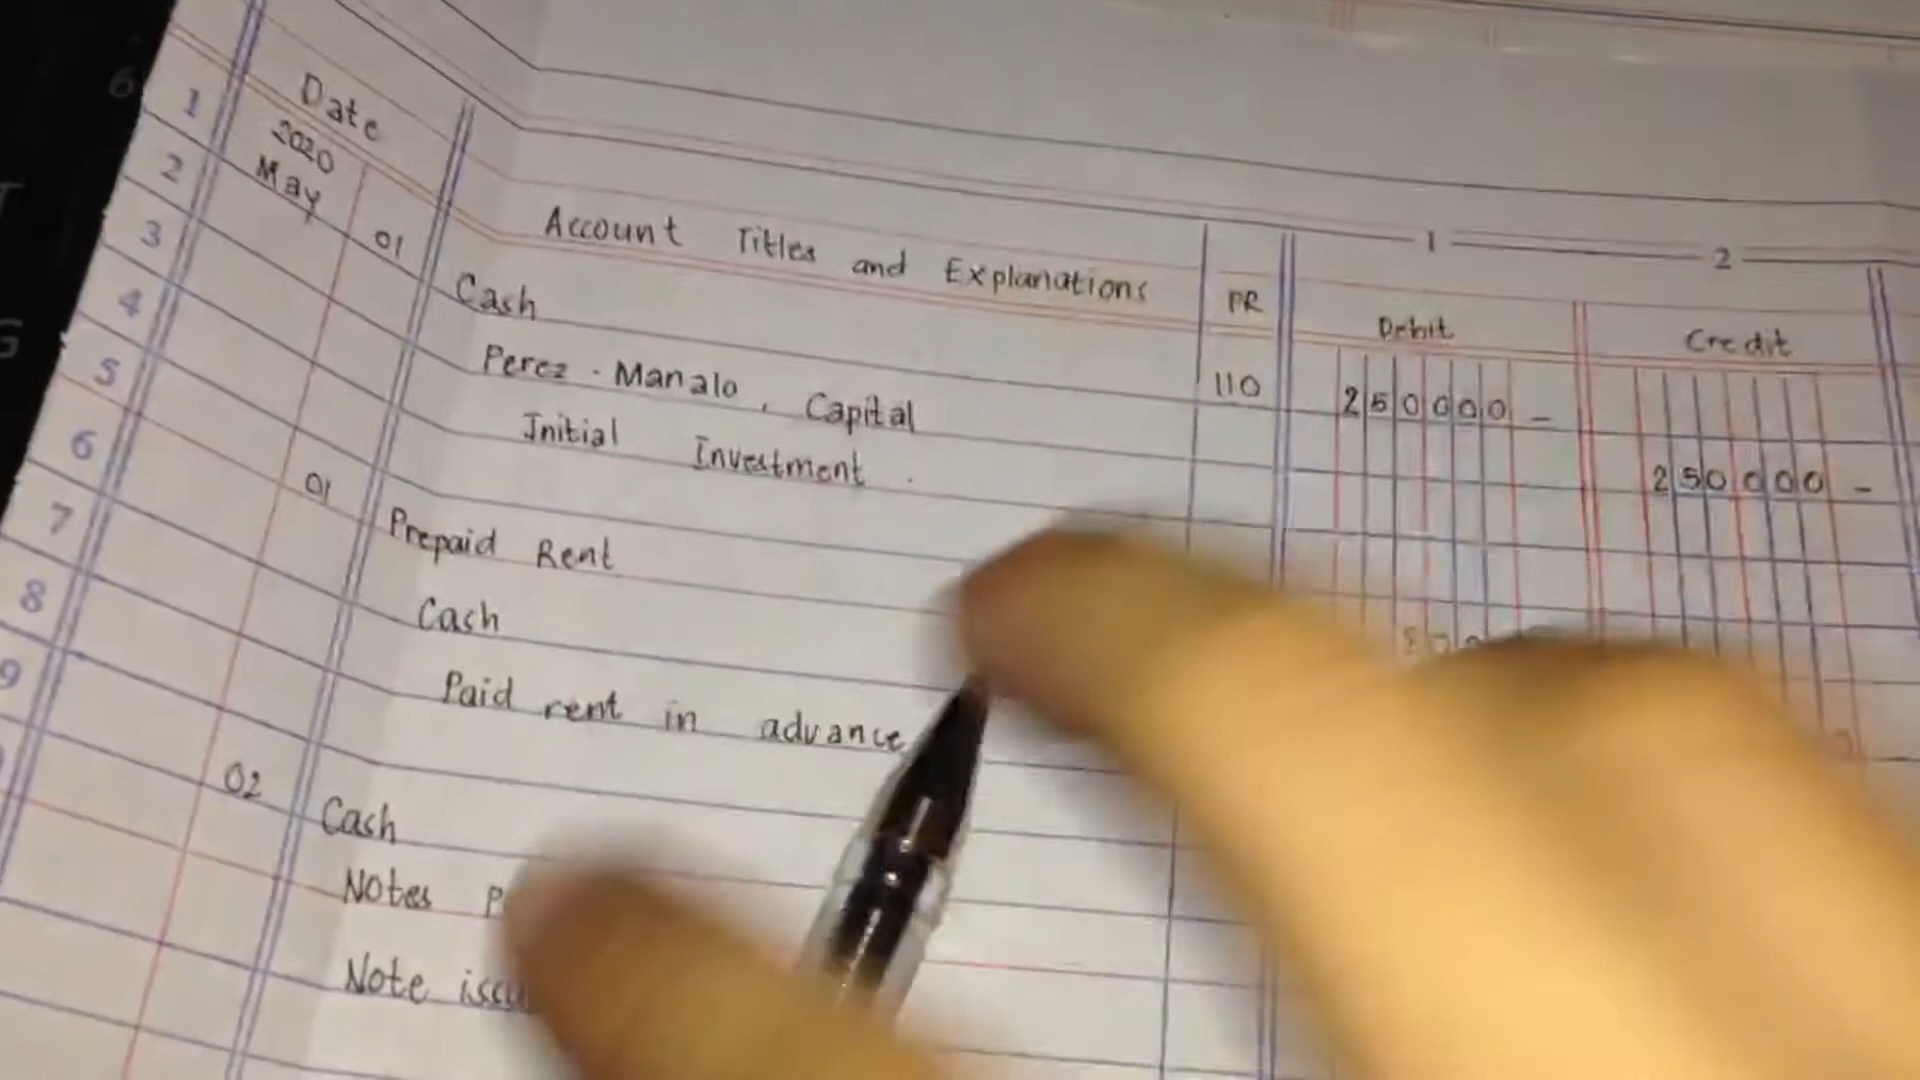 Date
1 2
Account Titles and Explanations PR Debit Credit
2020
1 May 01 Cash 110 250000 -
2 Perez - Manalo, Capital 250000 -
3 Initial Investment.
4
5 01 Prepaid Rent
6 Cash
7 Paid rent in advance
8
9 02 Cash
Notes
Note